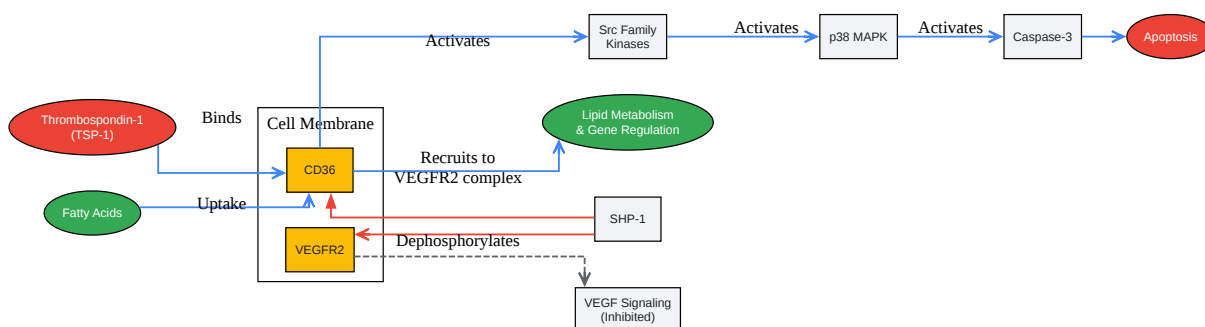 Activates
Src Family
Kinases
Activates
p38 MAPK
Activates
Caspase-3
Apoptosis
Thrombospondin-1
(TSP-1)
Binds
Cell Membrane
Lipid Metabolism
& Gene Regulation
CD36
Recruits to
VEGFR2 complex
Fatty Acids
Uptake
SHP-1
VEGFR2
Dephosphorylates
VEGF Signaling
(Inhibited)